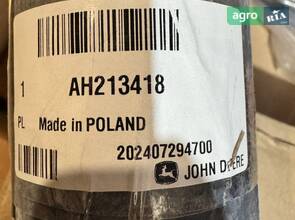 agro RIA
1 AH213418
PL Made in POLAND
202407294700
JOHN DEERE